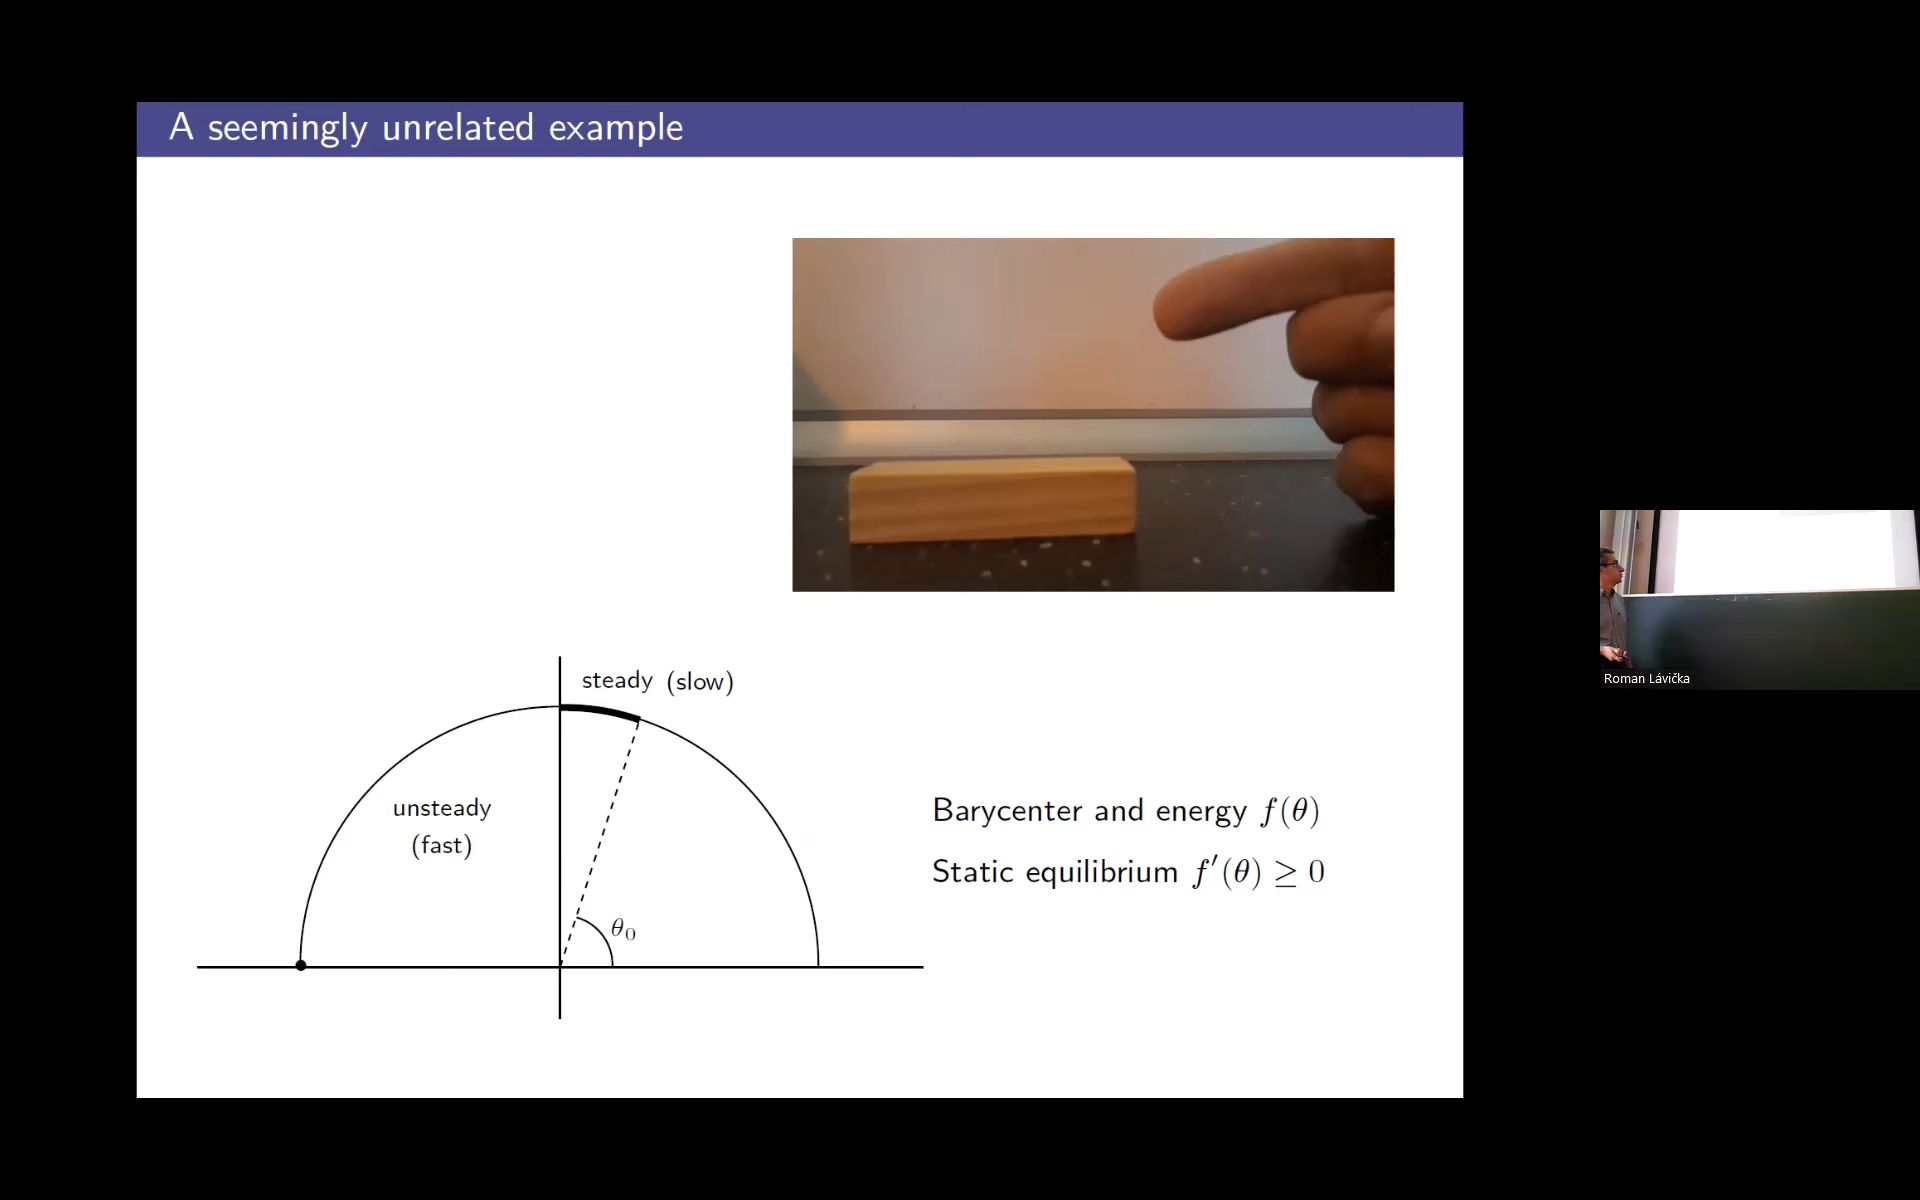 A seemingly unrelated example
steady (slow)
unsteady
(fast)
θ₀
Barycenter and energy f(θ)
Static equilibrium f′(θ) ≥ 0
Roman Lávička